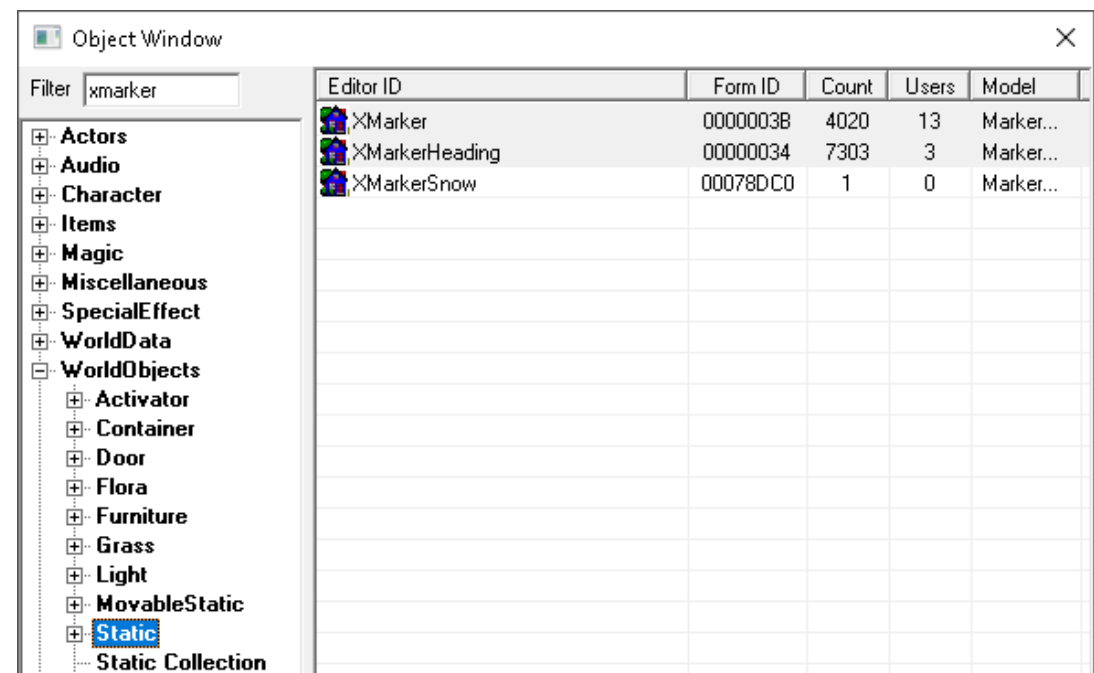 Object Window
Filter xmarker
Editor ID Form ID Count Users Model
XMarker 0000003B 4020 13 Marker...
XMarkerHeading 00000034 7303 3 Marker...
XMarkerSnow 00078DC0 1 0 Marker...
Actors
Audio
Character
Items
Magic
Miscellaneous
SpecialEffect
WorldData
WorldObjects
Activator
Container
Door
Flora
Furniture
Grass
Light
MovableStatic
Static
Static Collection